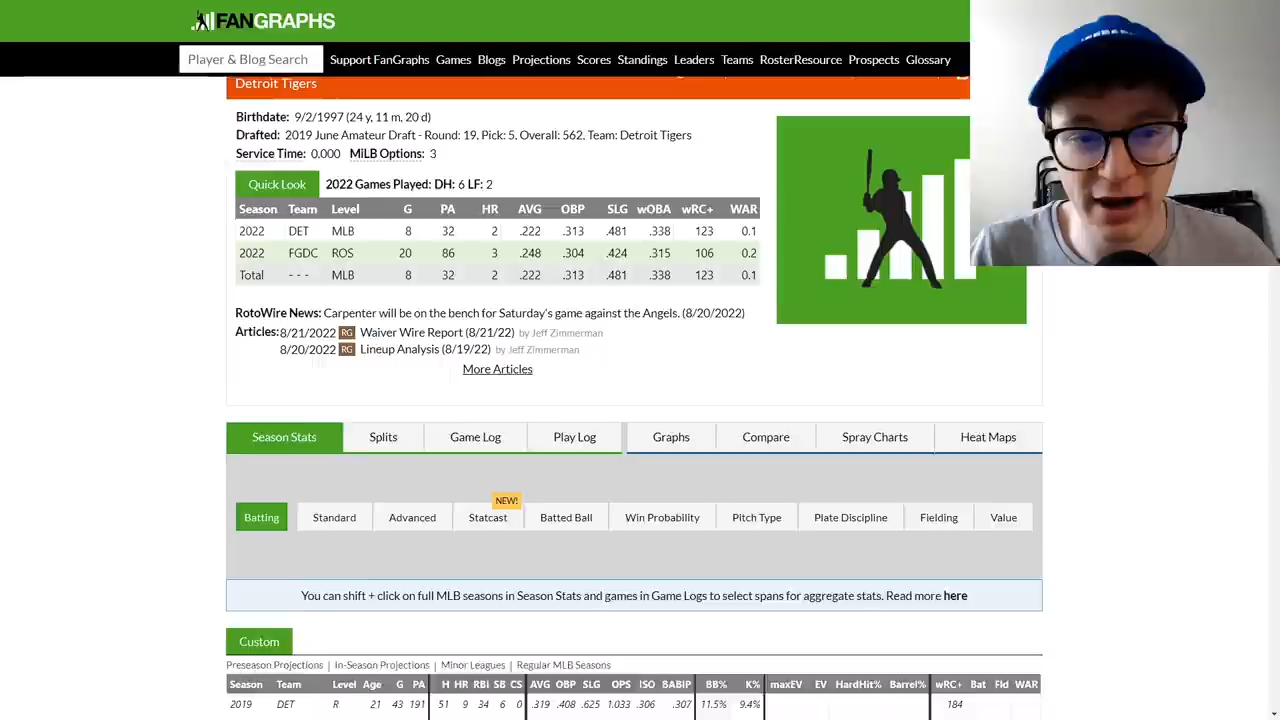 FANGRAPHS
Player & Blog Search Support FanGraphs Games Blogs Projections Scores Standings Leaders Teams RosterResource Prospects Glossary
Detroit Tigers
Birthdate: 9/2/1997 (24 y, 11 m, 20 d)
Drafted: 2019 June Amateur Draft - Round: 19, Pick: 5, Overall: 562, Team: Detroit Tigers
Service Time: 0.000 MiLB Options: 3
Quick Look 2022 Games Played: DH: 6 LF: 2
Season Team Level G PA HR AVG OBP SLG wOBA wRC+ WAR
2022 DET MLB 8 32 2 .222 .313 .481 .338 123 0.1
2022 FGDC ROS 20 86 3 .248 .304 .424 .315 106 0.2
Total - - - MLB 8 32 2 .222 .313 .481 .338 123 0.1
RotoWire News: Carpenter will be on the bench for Saturday's game against the Angels. (8/20/2022)
Articles: 8/21/2022 RG Waiver Wire Report (8/21/22) by Jeff Zimmerman
8/20/2022 RG Lineup Analysis (8/19/22) by Jeff Zimmerman
More Articles
Season Stats Splits Game Log Play Log Graphs Compare Spray Charts Heat Maps
NEW!
Batting Standard Advanced Statcast Batted Ball Win Probability Pitch Type Plate Discipline Fielding Value
You can shift + click on full MLB seasons in Season Stats and games in Game Logs to select spans for aggregate stats. Read more here
Custom
Preseason Projections | In-Season Projections | Minor Leagues | Regular MLB Seasons
Season Team Level Age G PA H HR RBI SB CS AVG OBP SLG OPS ISO BABIP BB% K% maxEV EV HardHit% Barrel% wRC+ Bat Fld WAR
2019 DET R 21 43 191 51 9 34 6 0 .319 .408 .625 1.033 .306 .307 11.5% 9.4% 184